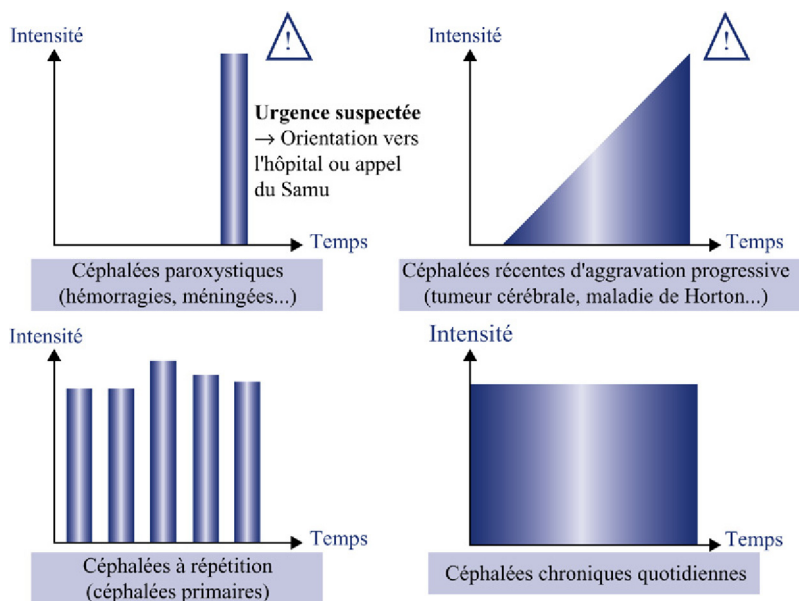 Intensité
!
Urgence suspectée
→ Orientation vers
l'hôpital ou appel
du Samu
Temps
Céphalées paroxystiques
(hémorragies, méningées...)
Intensité
!
Temps
Céphalées récentes d'aggravation progressive
(tumeur cérébrale, maladie de Horton...)
Intensité
Temps
Céphalées à répétition
(céphalées primaires)
Intensité
Temps
Céphalées chroniques quotidiennes